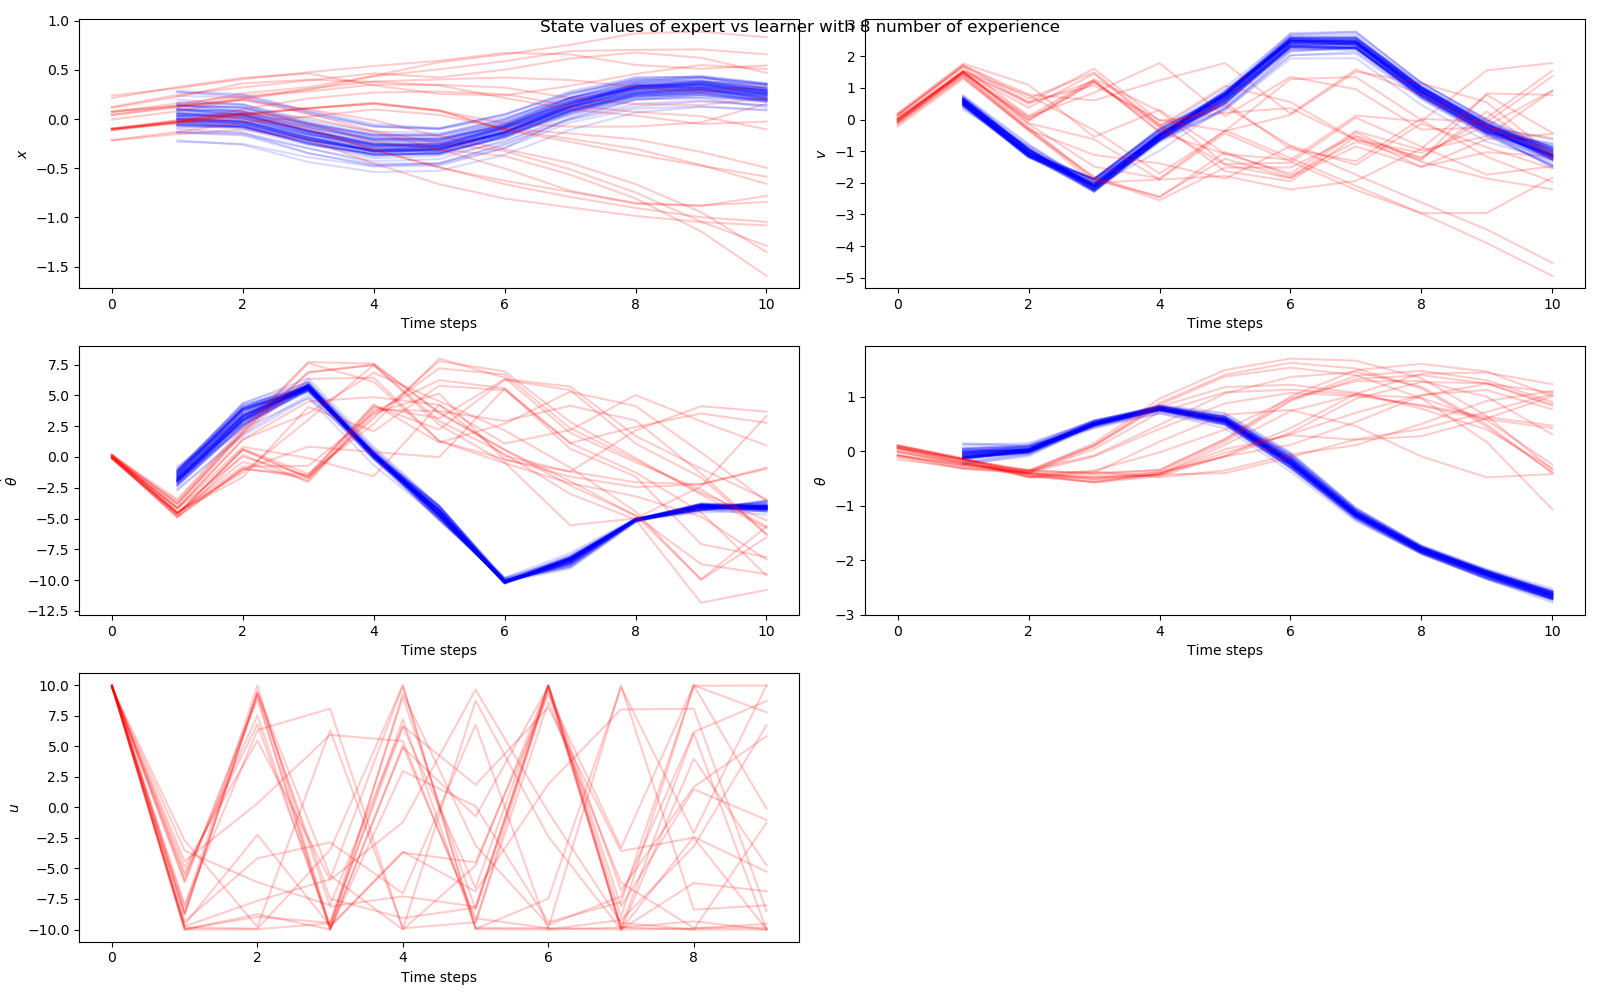 State values of expert vs learner with 8 number of experience
1.0
0.5
0.0
−0.5
−1.0
−1.5
x
0 2 4 6 8 10
Time steps
3
2
1
0
−1
−2
−3
−4
−5
v
0 2 4 6 8 10
Time steps
7.5
5.0
2.5
0.0
−2.5
−5.0
−7.5
−10.0
−12.5
θ̇
0 2 4 6 8 10
Time steps
1
0
−1
−2
−3
θ
0 2 4 6 8 10
Time steps
10.0
7.5
5.0
2.5
0.0
−2.5
−5.0
−7.5
−10.0
u
0 2 4 6 8
Time steps